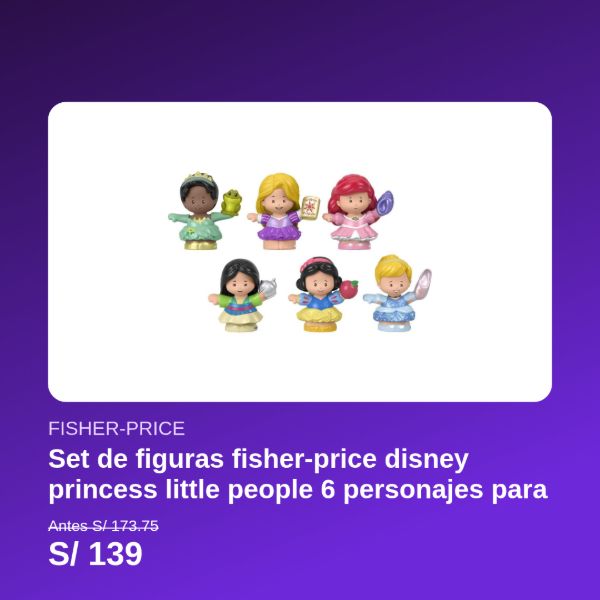 FISHER-PRICE
Set de figuras fisher-price disney
princess little people 6 personajes para
Antes S/ 173.75
S/ 139